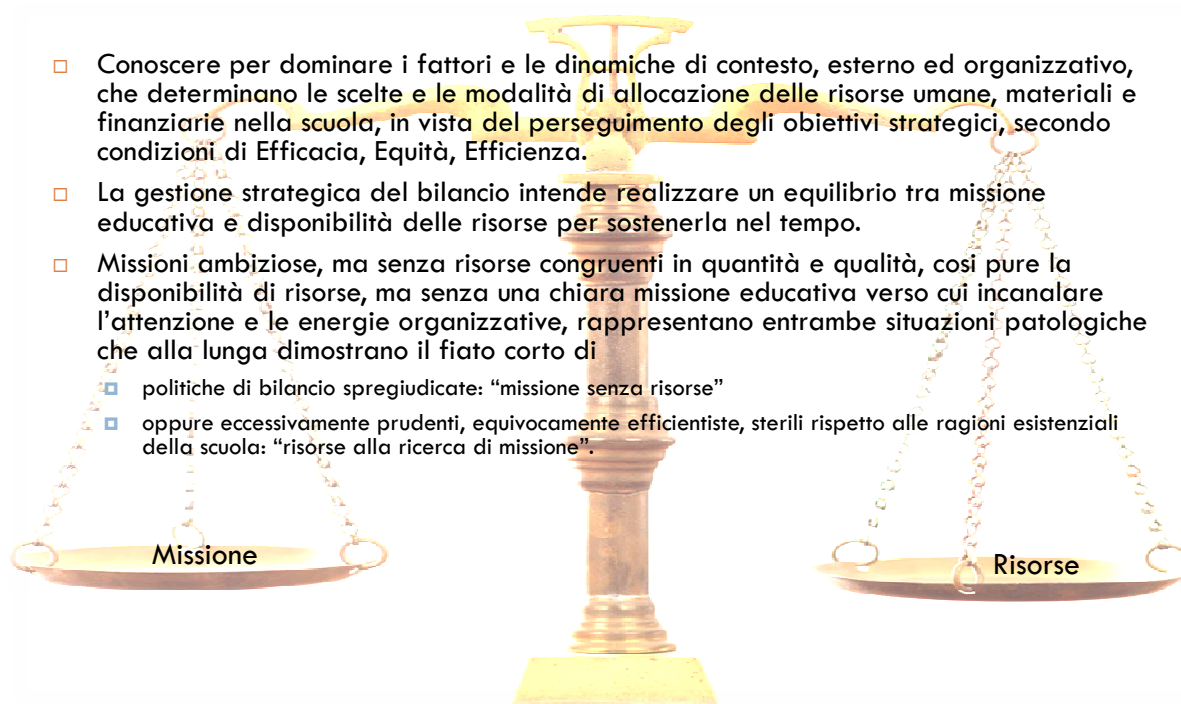 Conoscere per dominare i fattori e le dinamiche di contesto, esterno ed organizzativo,
che determinano le scelte e le modalità di allocazione delle risorse umane, materiali e
finanziarie nella scuola, in vista del perseguimento degli obiettivi strategici, secondo
condizioni di Efficacia, Equità, Efficienza.
La gestione strategica del bilancio intende realizzare un equilibrio tra missione
educativa e disponibilità delle risorse per sostenerla nel tempo.
Missioni ambiziose, ma senza risorse congruenti in quantità e qualità, cosi pure la
disponibilità di risorse, ma senza una chiara missione educativa verso cui incanalare
l’attenzione e le energie organizzative, rappresentano entrambe situazioni patologiche
che alla lunga dimostrano il fiato corto di
politiche di bilancio spregiudicate: “missione senza risorse”
oppure eccessivamente prudenti, equivocamente efficientiste, sterili rispetto alle ragioni esistenziali
della scuola: “risorse alla ricerca di missione”.
Missione
Risorse